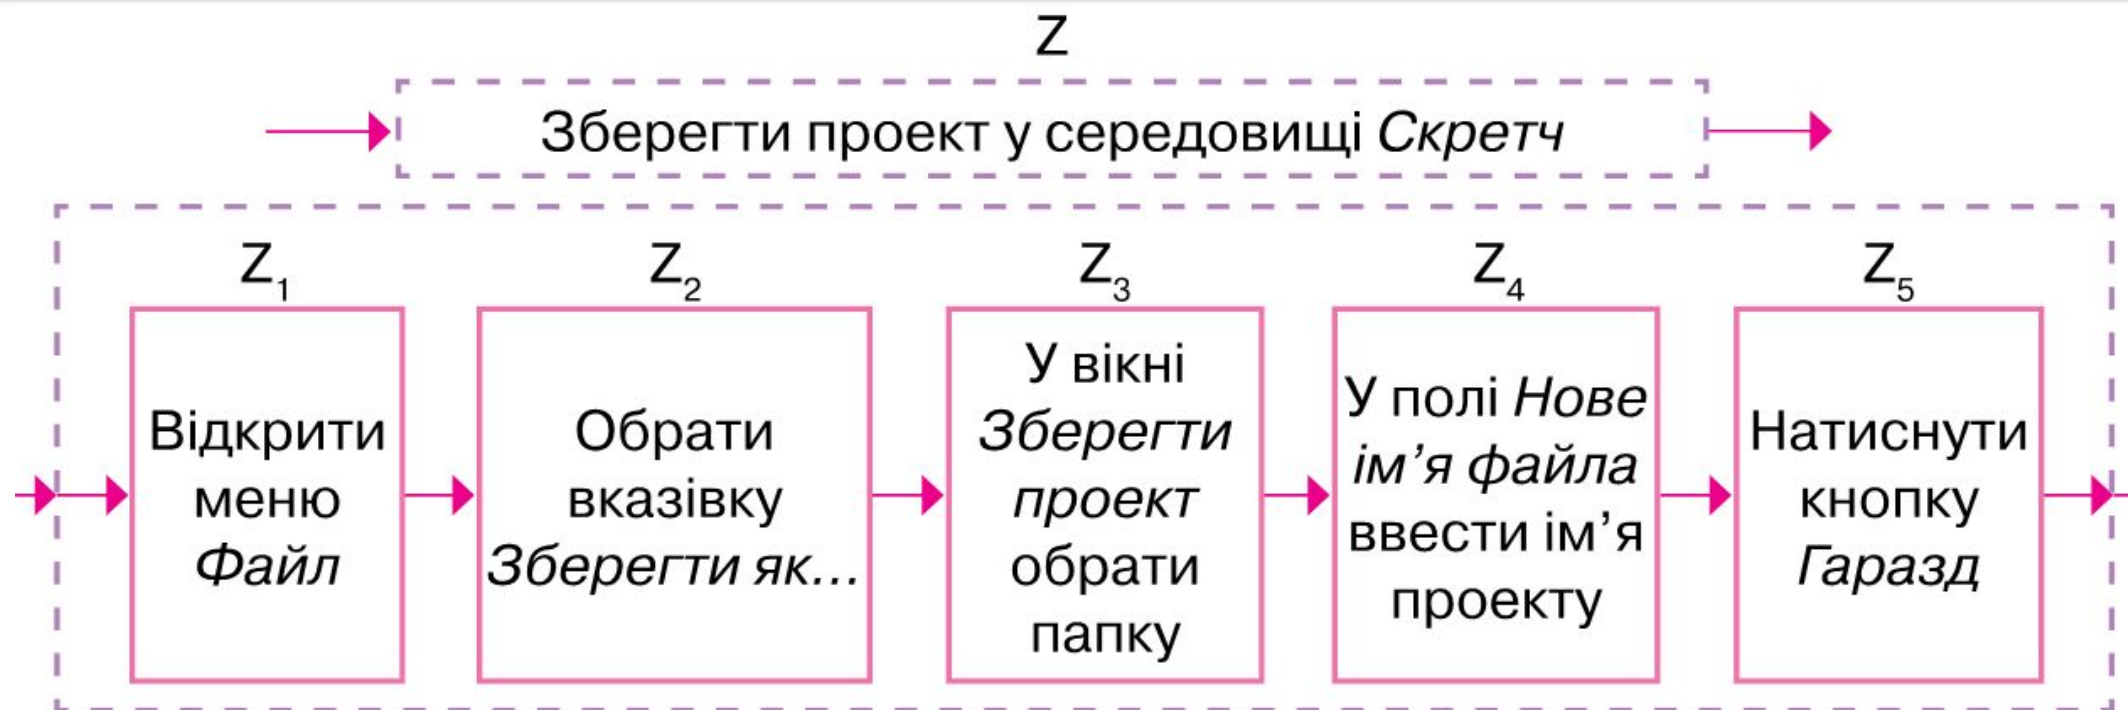 Z
Зберегти проект у середовищі Скретч
Z₁
Відкрити
меню
Файл
Z₂
Обрати
вказівку
Зберегти як...
Z₃
У вікні
Зберегти
проект
обрати
папку
Z₄
У полі Нове
ім’я файла
ввести ім’я
проекту
Z₅
Натиснути
кнопку
Гаразд